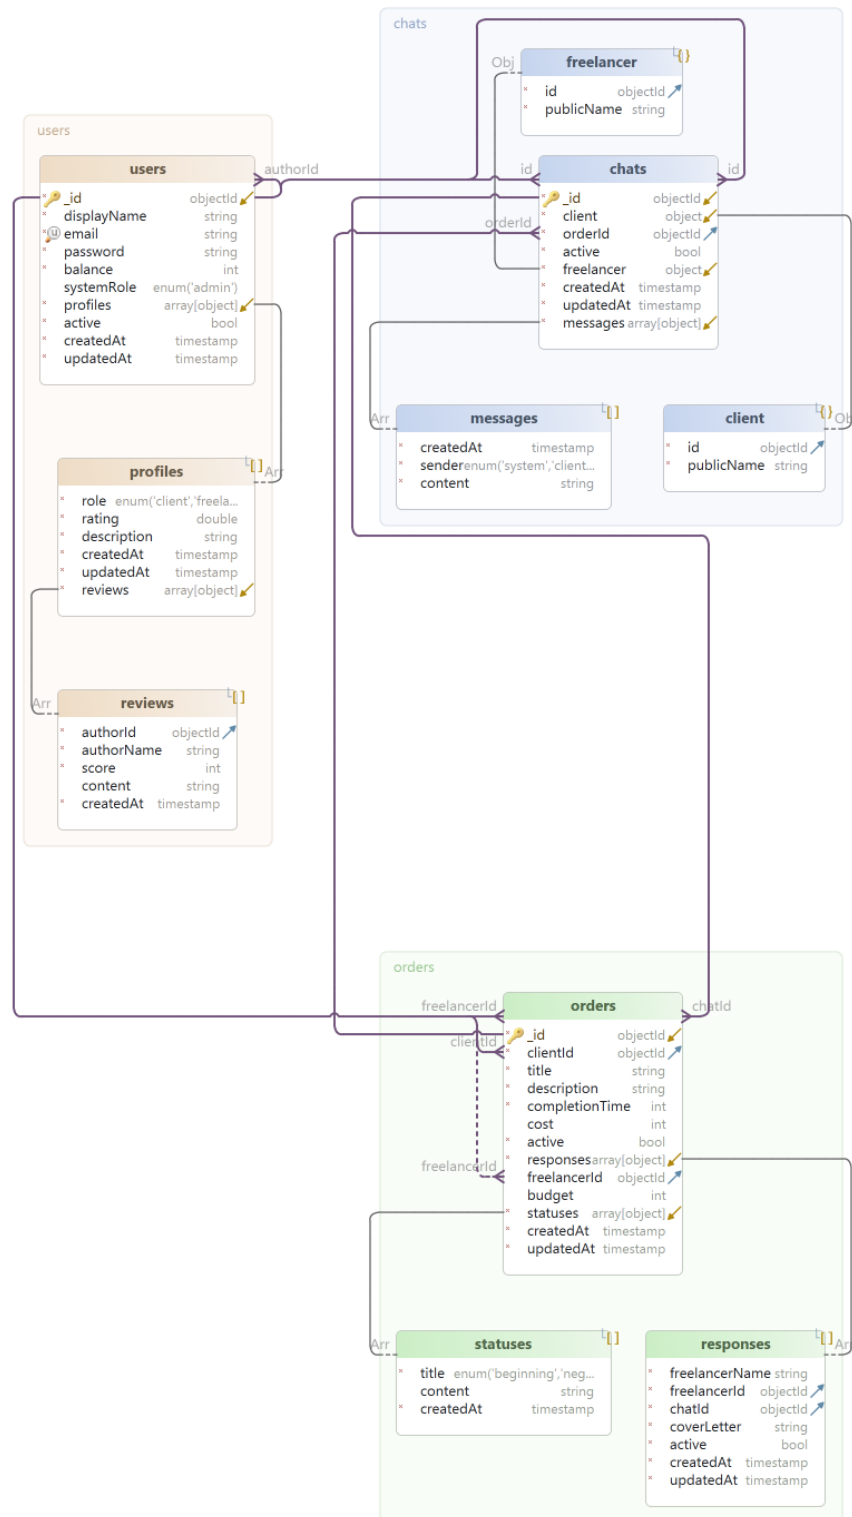 chats
Obj
freelancer
id objectId
publicName string
users
users
authorId
_id objectId
displayName string
email string
password string
balance int
systemRole enum('admin')
profiles array[object]
active bool
createdAt timestamp
updatedAt timestamp
id
chats
id
_id objectId
client object
orderId
orderId objectId
active bool
freelancer object
createdAt timestamp
updatedAt timestamp
messages array[object]
Arr
messages
createdAt timestamp
sender enum('system','client...
content string
client
Ob
id objectId
publicName string
profiles
Arr
role enum('client','freela...
rating double
description string
createdAt timestamp
updatedAt timestamp
reviews array[object]
Arr
reviews
authorId objectId
authorName string
score int
content string
createdAt timestamp
orders
freelancerId
orders
chatId
_id objectId
clientId
clientId objectId
title string
description string
completionTime int
cost int
active bool
responses array[object]
freelancerId
freelancerId objectId
budget int
statuses array[object]
createdAt timestamp
updatedAt timestamp
Arr
statuses
title enum('beginning','neg...
content string
createdAt timestamp
responses
Arr
freelancerName string
freelancerId objectId
chatId objectId
coverLetter string
active bool
createdAt timestamp
updatedAt timestamp